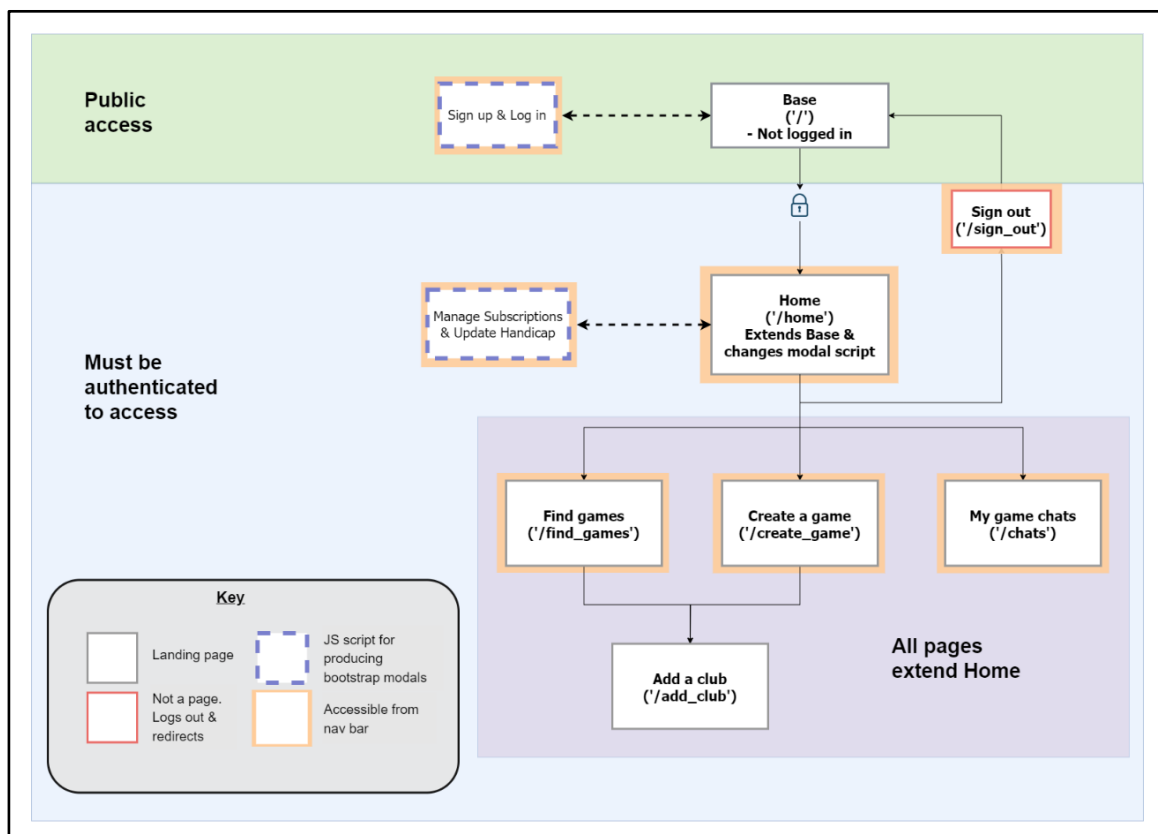 Public
access
Sign up & Log in
Base
('/')
- Not logged in
Sign out
('/sign_out')
Manage Subscriptions
& Update Handicap
Home
('/home')
Extends Base &
changes modal script
Must be
authenticated
to access
Find games
('/find_games')
Create a game
('/create_game')
My game chats
('/chats')
All pages
extend Home
Add a club
('/add_club')
Key
Landing page
JS script for
producing
bootstrap modals
Not a page.
Logs out &
redirects
Accessible from
nav bar